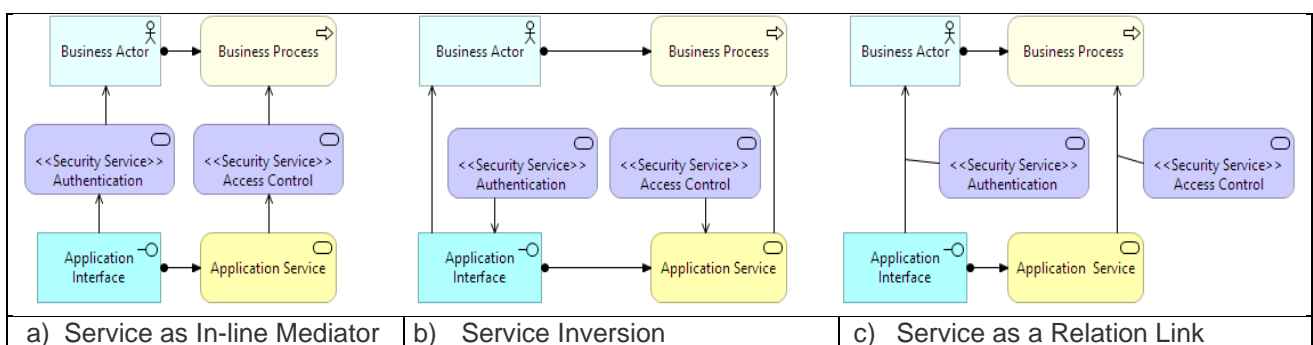 Business Actor
Business Process
<<Security Service>>
Authentication
<<Security Service>>
Access Control
Application
Interface
Application Service
a) Service as In-line Mediator
Business Actor
Business Process
<<Security Service>>
Authentication
<<Security Service>>
Access Control
Application
Interface
Application Service
b) Service Inversion
Business Actor
Business Process
<<Security Service>>
Authentication
<<Security Service>>
Access Control
Application
Interface
Application Service
c) Service as a Relation Link